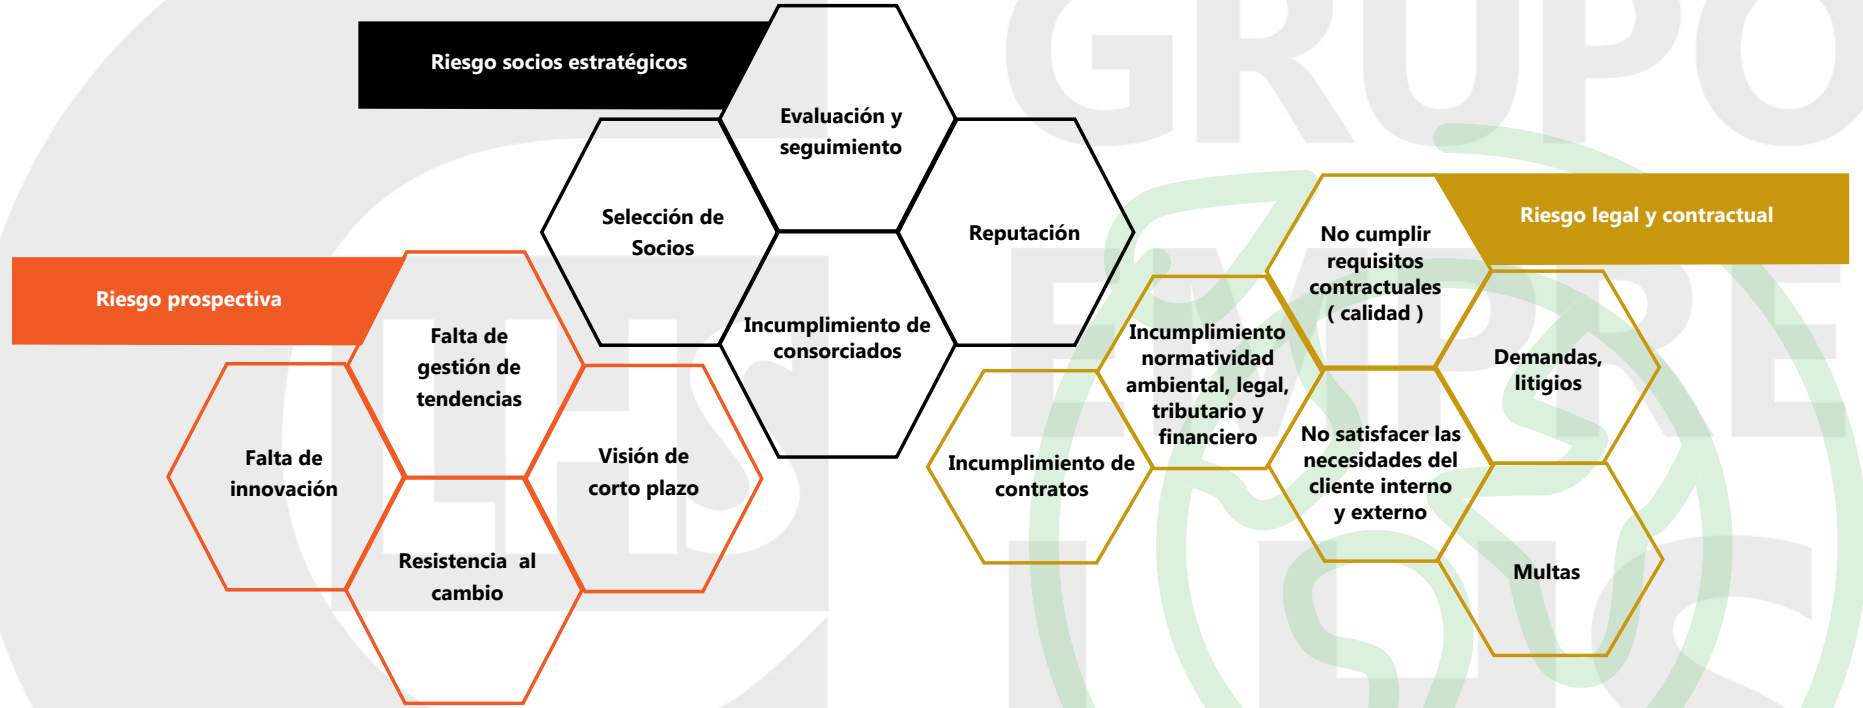 Riesgo socios estratégicos
Evaluación y
seguimiento
Selección de
Socios
Reputación
Incumplimiento de
consorciados
Riesgo prospectiva
Falta de
gestión de
tendencias
Falta de
innovación
Visión de
corto plazo
Resistencia al
cambio
Riesgo legal y contractual
No cumplir
requisitos
contractuales
( calidad )
Incumplimiento
normatividad
ambiental, legal,
tributario y
financiero
Demandas,
litigios
Incumplimiento de
contratos
No satisfacer las
necesidades del
cliente interno
y externo
Multas
GRUPO
EMPRE
LHS
LHS